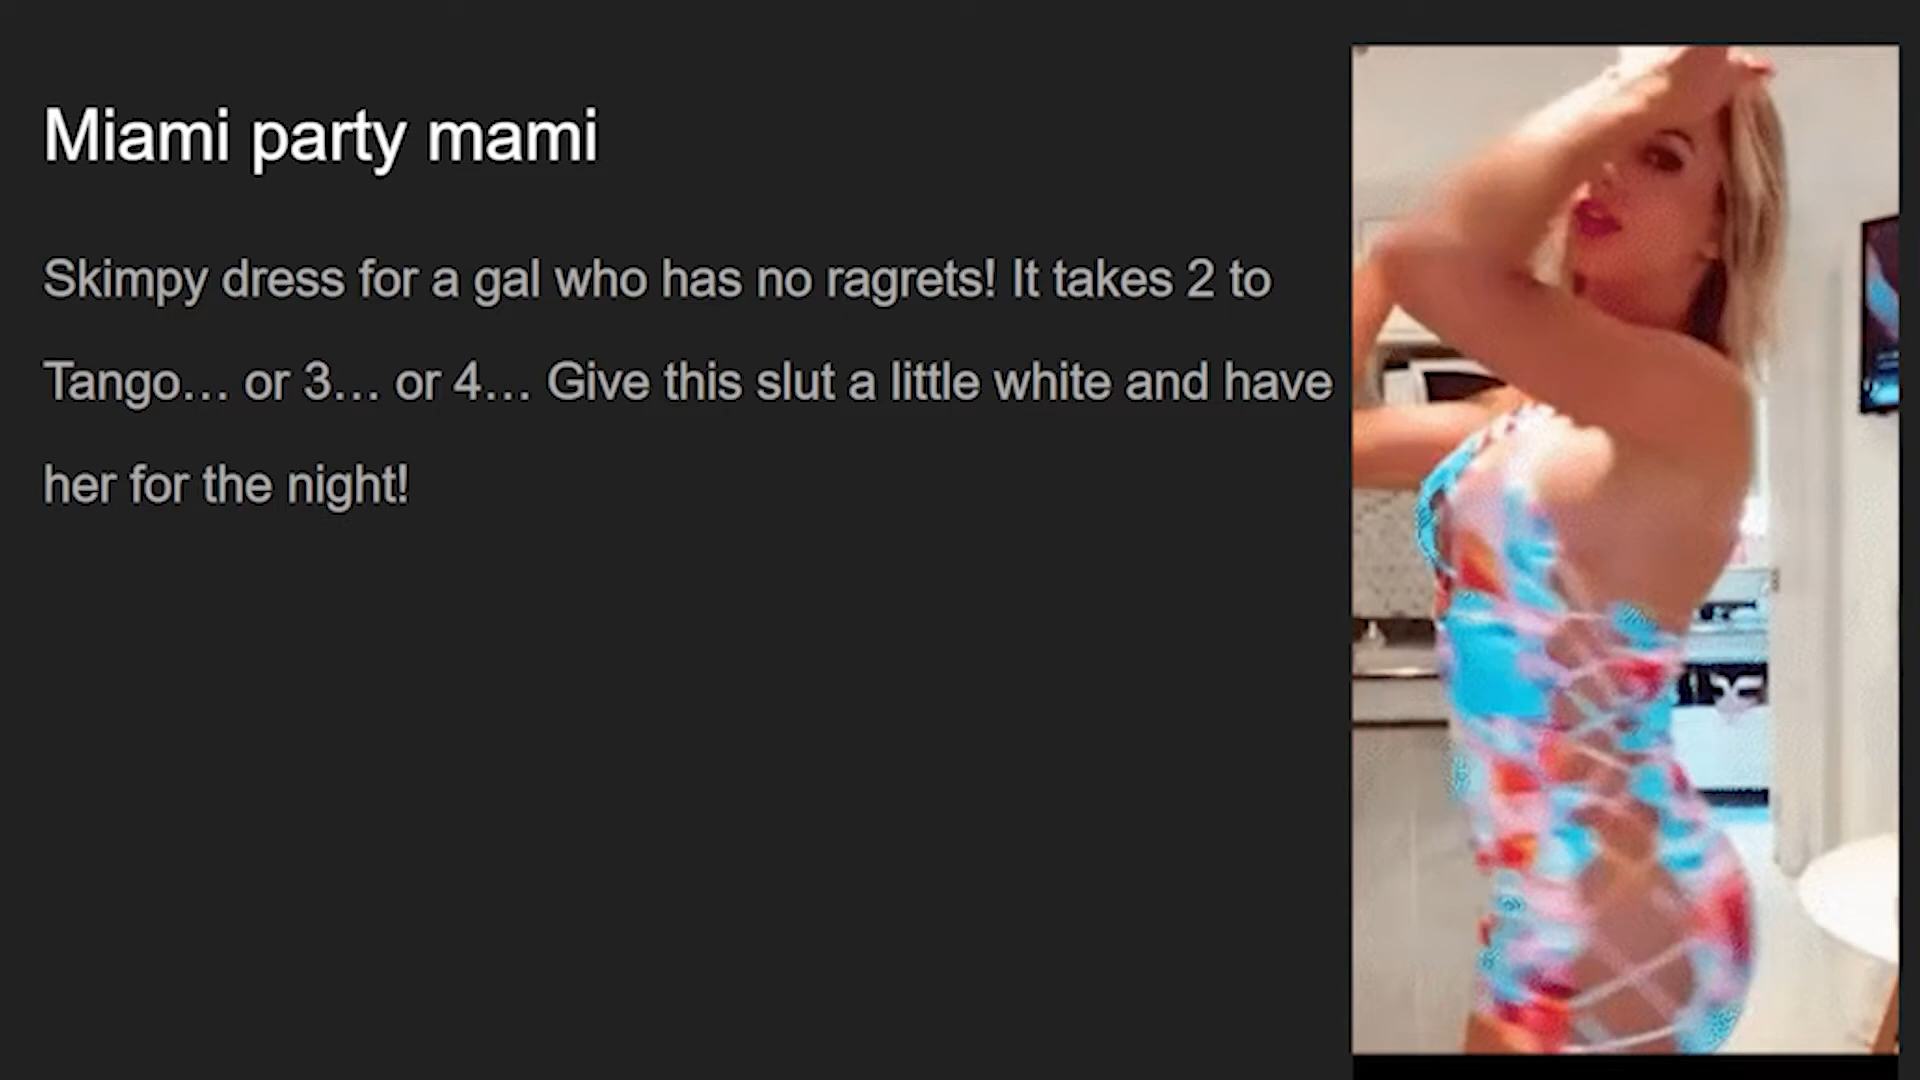 Miami party mami
Skimpy dress for a gal who has no ragrets! It takes 2 to
Tango… or 3… or 4… Give this slut a little white and have
her for the night!